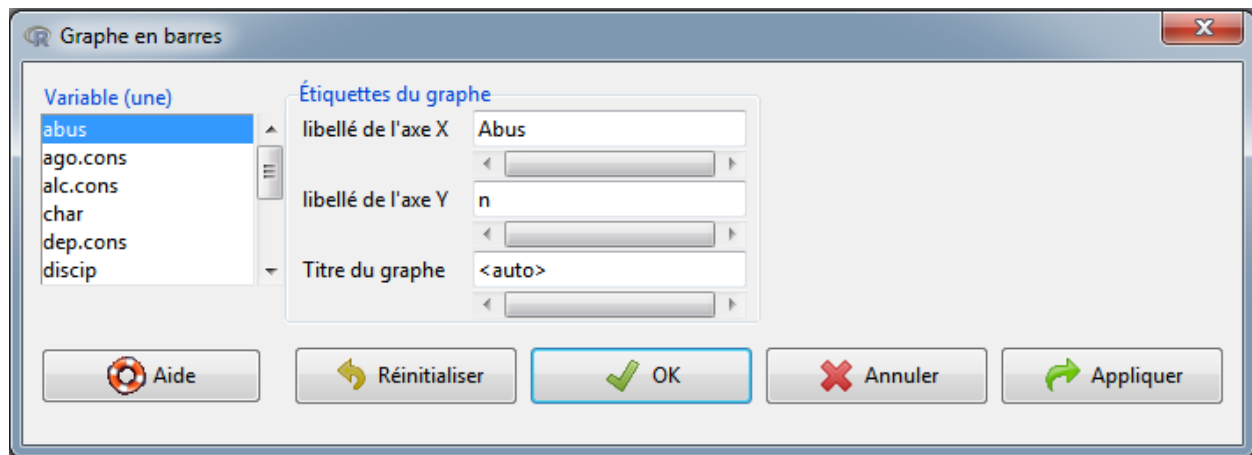 Graphe en barres
Variable (une)
abus
ago.cons
alc.cons
char
dep.cons
discip
Étiquettes du graphe
libellé de l'axe X Abus
libellé de l'axe Y n
Titre du graphe <auto>
Aide Réinitialiser OK Annuler Appliquer